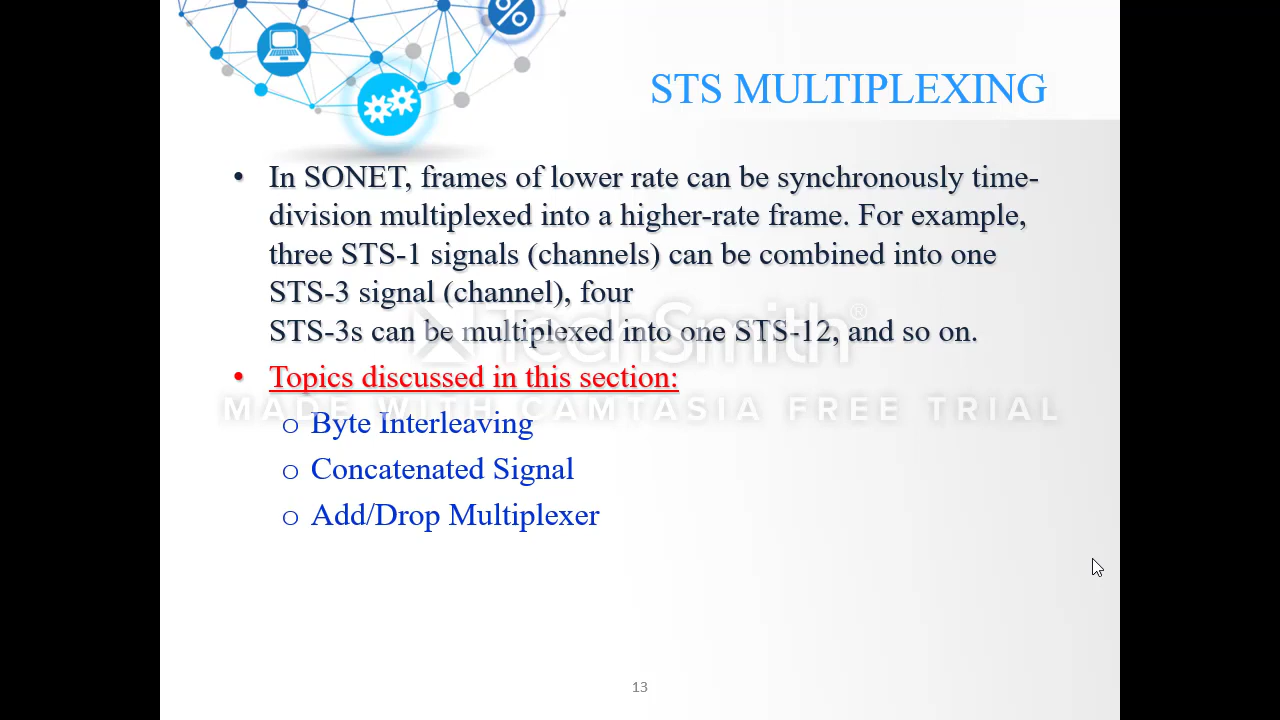 %
STS MULTIPLEXING
• In SONET, frames of lower rate can be synchronously time-
division multiplexed into a higher-rate frame. For example,
three STS-1 signals (channels) can be combined into one
STS-3 signal (channel), four
STS-3s can be multiplexed into one STS-12, and so on.
TechSmith®
• Topics discussed in this section:
MADE WITH CAMTASIA FREE TRIAL
o Byte Interleaving
o Concatenated Signal
o Add/Drop Multiplexer
13